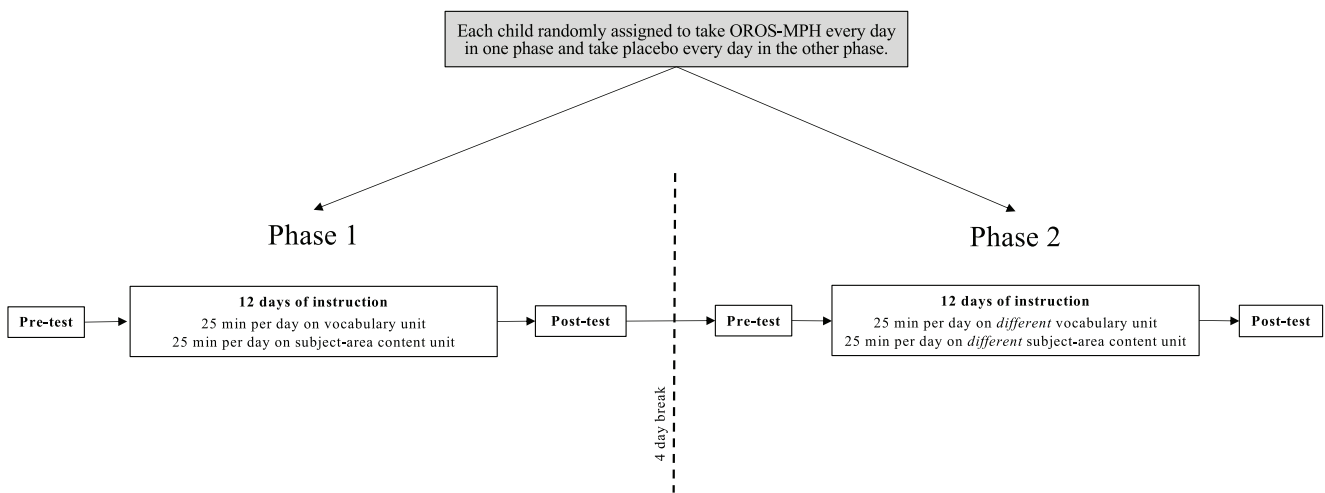 Each child randomly assigned to take OROS-MPH every day
in one phase and take placebo every day in the other phase.
Phase 1
Phase 2
Pre-test
12 days of instruction
25 min per day on vocabulary unit
25 min per day on subject-area content unit
Post-test
4 day break
Pre-test
12 days of instruction
25 min per day on different vocabulary unit
25 min per day on different subject-area content unit
Post-test